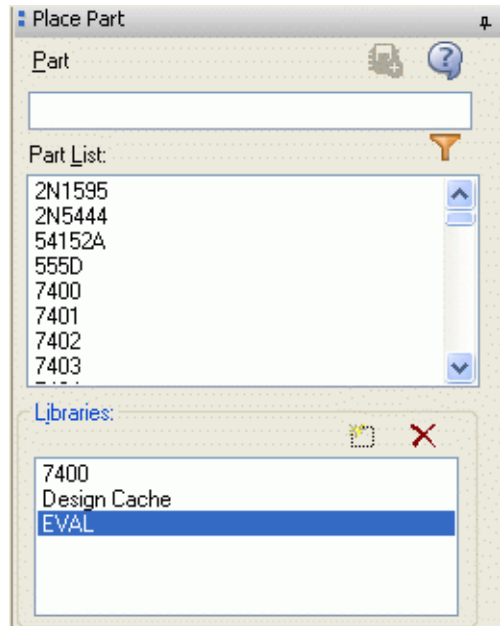 Place Part
Part
Part List:
2N1595
2N5444
54152A
555D
7400
7401
7402
7403
Libraries:
7400
Design Cache
EVAL